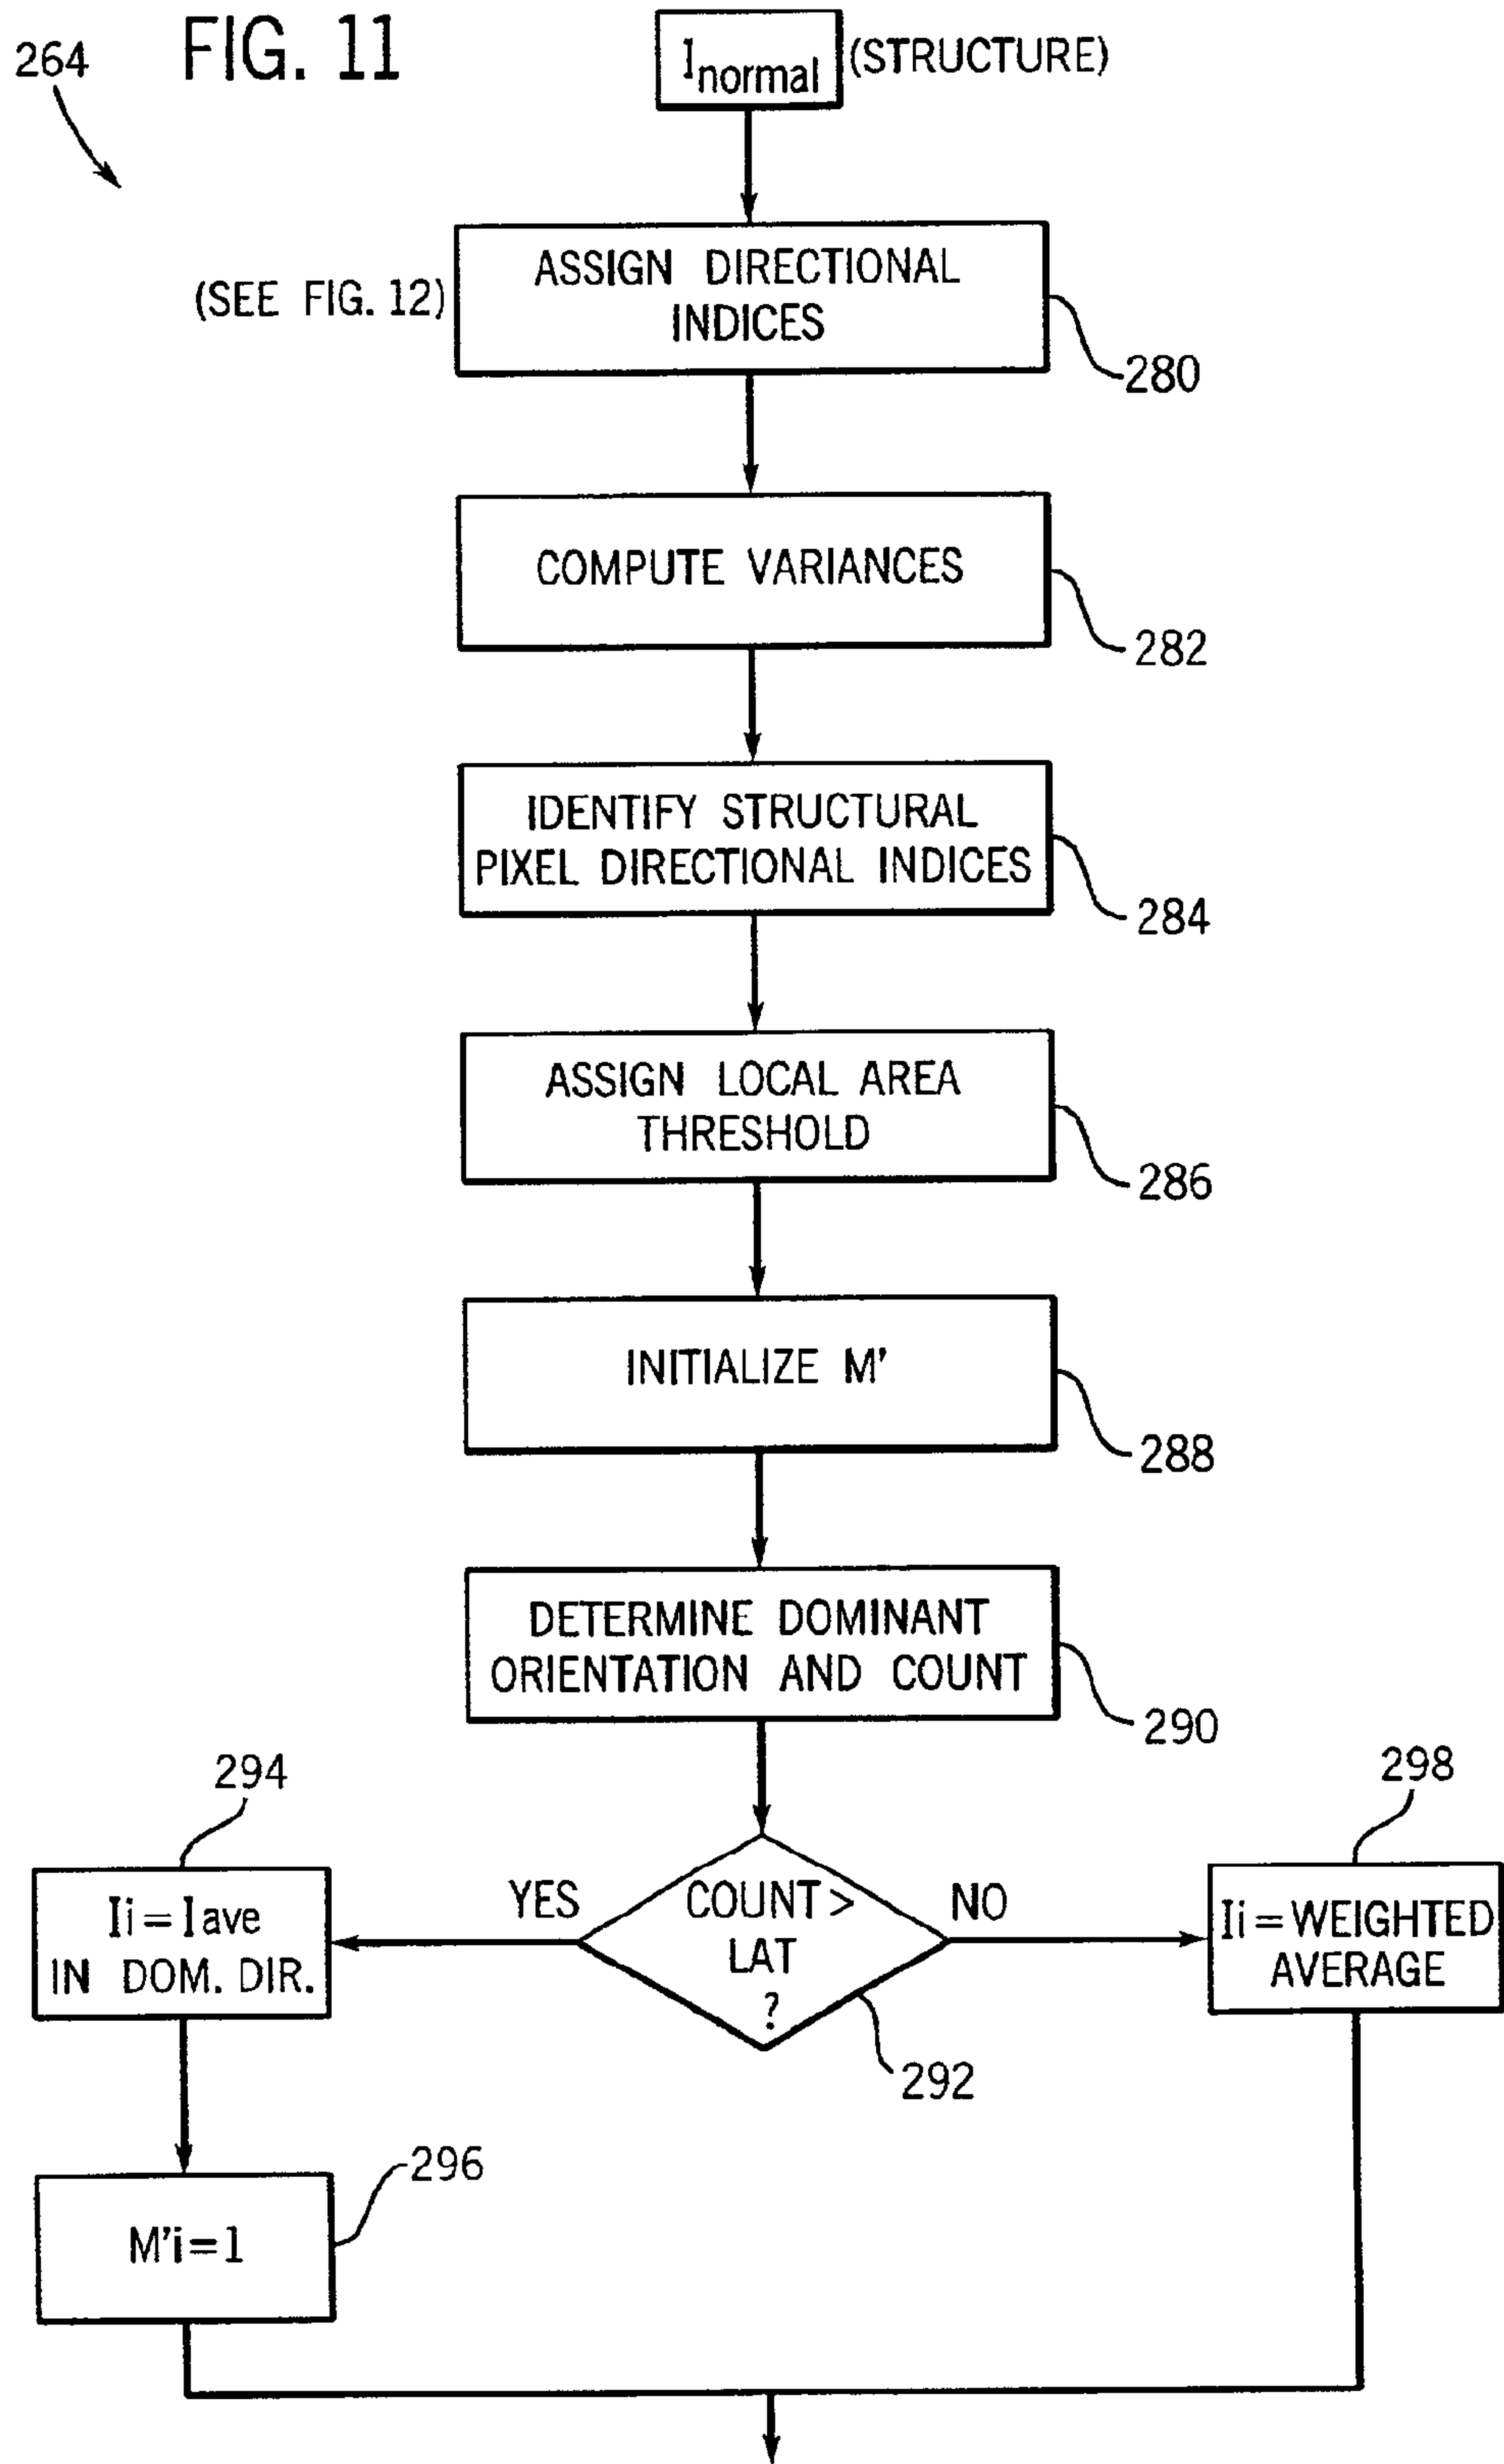 FIG. 11
264
Inormal (STRUCTURE)
(SEE FIG. 12)
ASSIGN DIRECTIONAL
INDICES
280
COMPUTE VARIANCES
282
IDENTIFY STRUCTURAL
PIXEL DIRECTIONAL INDICES
284
ASSIGN LOCAL AREA
THRESHOLD
286
INITIALIZE M'
288
DETERMINE DOMINANT
ORIENTATION AND COUNT
290
294
298
YES
COUNT >
LAT
?
NO
292
Ii = Iave
IN DOM. DIR.
Ii = WEIGHTED
AVERAGE
296
M'i = 1